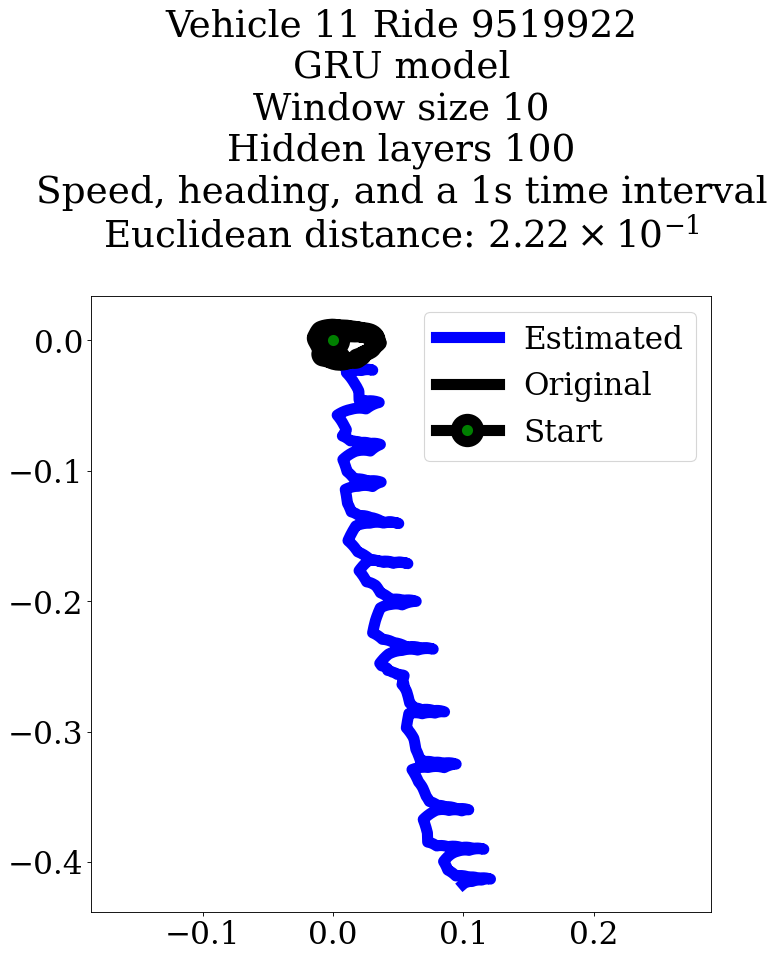 Vehicle 11 Ride 9519922
GRU model
Window size 10
Hidden layers 100
Speed, heading, and a 1s time interval
Euclidean distance: 2.22 × 10⁻¹
Estimated
Original
Start
0.0
−0.1
−0.2
−0.3
−0.4
−0.1 0.0 0.1 0.2